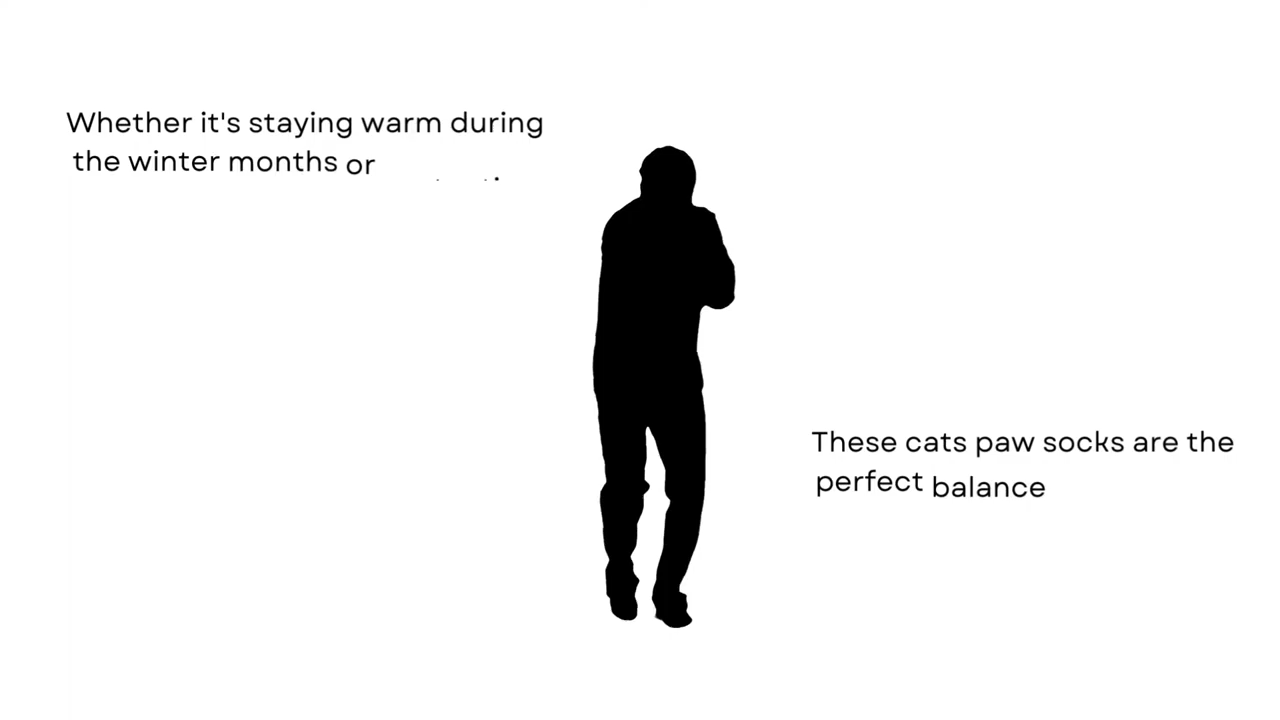 Whether it's staying warm during
the winter months or
These cats paw socks are the
perfect balance